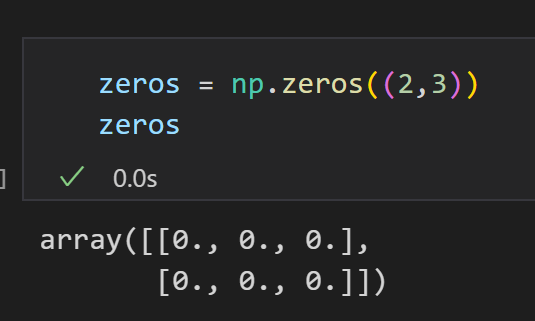 zeros = np.zeros((2,3))
zeros
] ✓ 0.0s
array([[0., 0., 0.],
       [0., 0., 0.]])